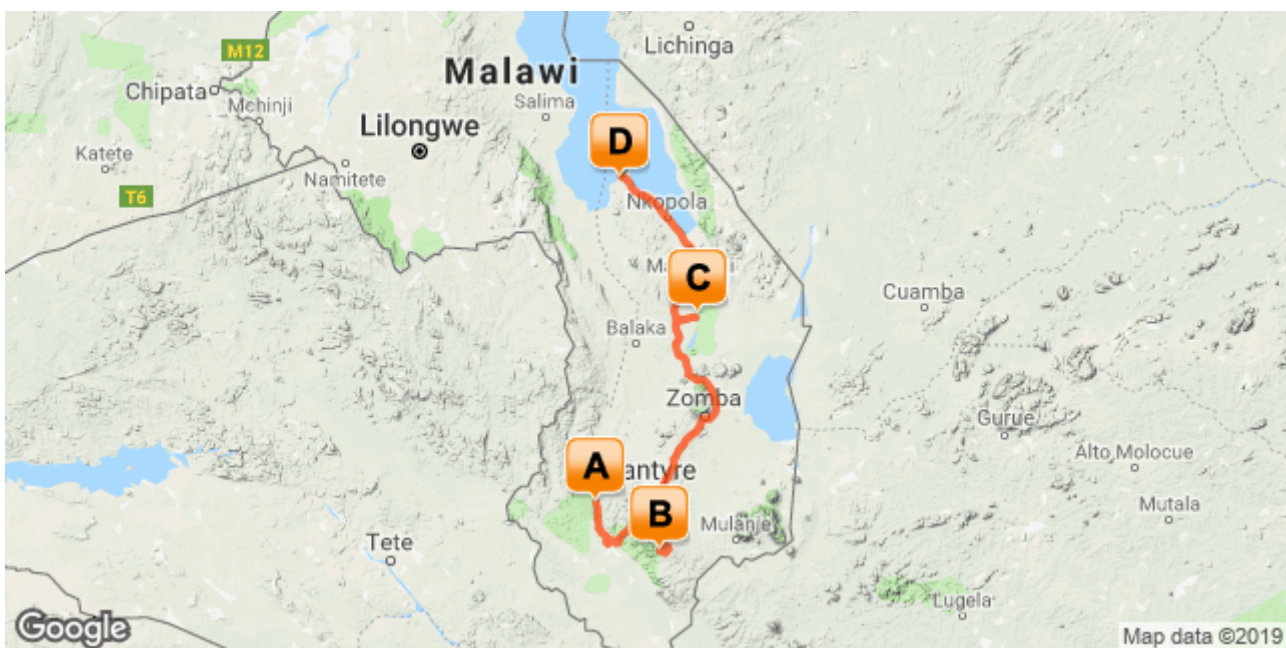 Lichinga
M12
Malawi
Chipata
Mchinji
Salima
Lilongwe
D
Katete
Namitete
T6
Nkopola
C
Cuamba
Balaka
Zomba
Gurue
A
antyre
Alto Molocue
B
Mulanje
Mutala
Tete
Lugela
Google
Map data ©2019